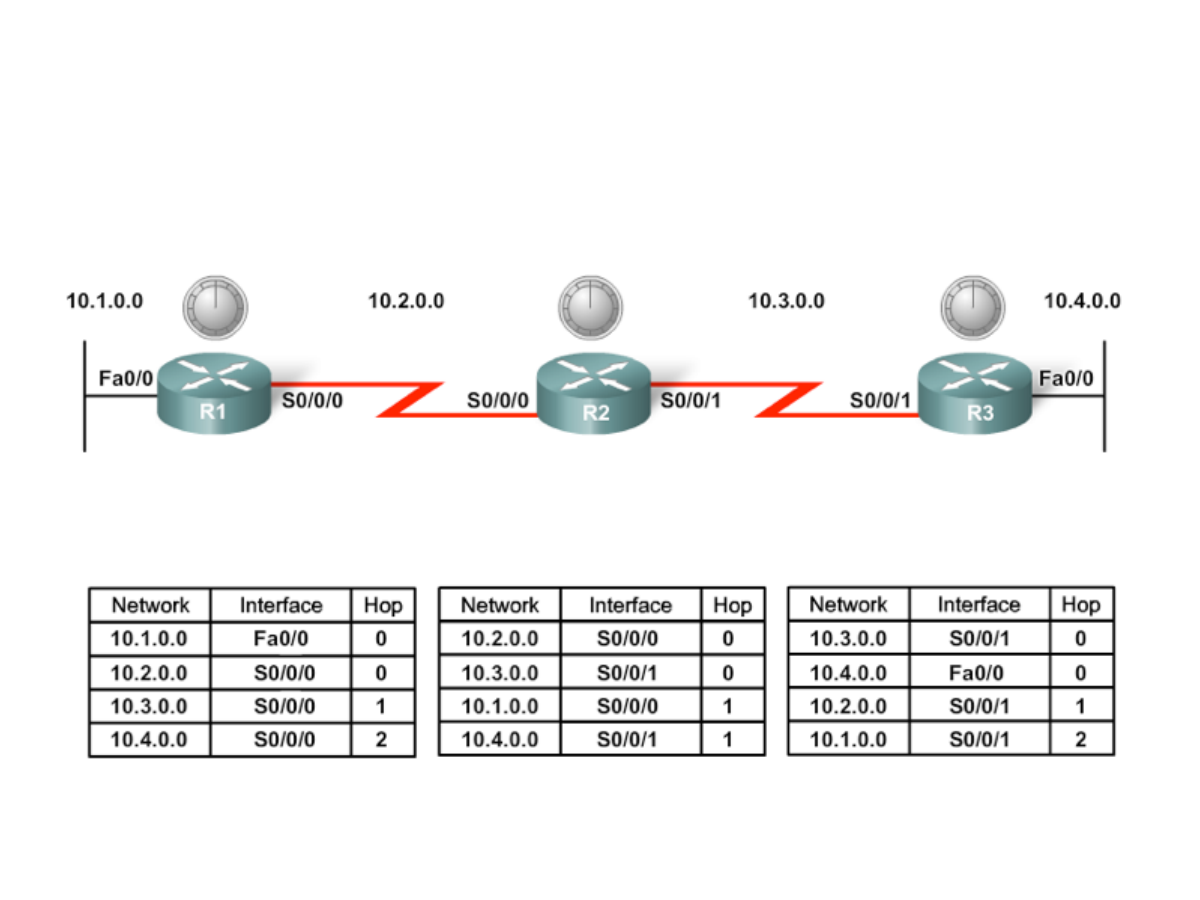 10.1.0.0 10.2.0.0 10.3.0.0 10.4.0.0
Fa0/0 Fa0/0
S0/0/0 S0/0/0 S0/0/1 S0/0/1
R1 R2 R3
Network Interface Hop
10.1.0.0 Fa0/0 0
10.2.0.0 S0/0/0 0
10.3.0.0 S0/0/0 1
10.4.0.0 S0/0/0 2
Network Interface Hop
10.2.0.0 S0/0/0 0
10.3.0.0 S0/0/1 0
10.1.0.0 S0/0/0 1
10.4.0.0 S0/0/1 1
Network Interface Hop
10.3.0.0 S0/0/1 0
10.4.0.0 Fa0/0 0
10.2.0.0 S0/0/1 1
10.1.0.0 S0/0/1 2